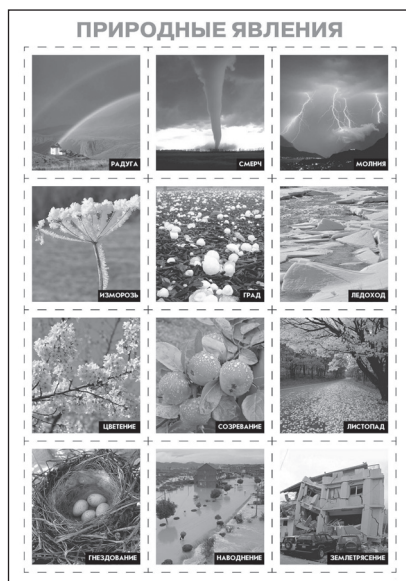 ПРИРОДНЫЕ ЯВЛЕНИЯ
РАДУГА
СМЕРЧ
МОЛНИЯ
ИЗМОРОЗЬ
ГРАД
ЛЕДОХОД
ЦВЕТЕНИЕ
СОЗРЕВАНИЕ
ЛИСТОПАД
ГНЕЗДОВАНИЕ
НАВОДНЕНИЕ
ЗЕМЛЕТРЯСЕНИЕ